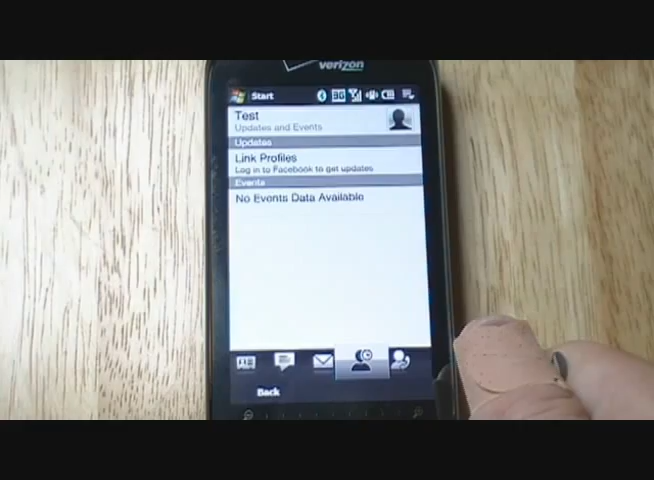 verizon
Start
3G
Test
Updates and Events
Updates
Link Profiles
Log in to Facebook to get updates
Events
No Events Data Available
Back